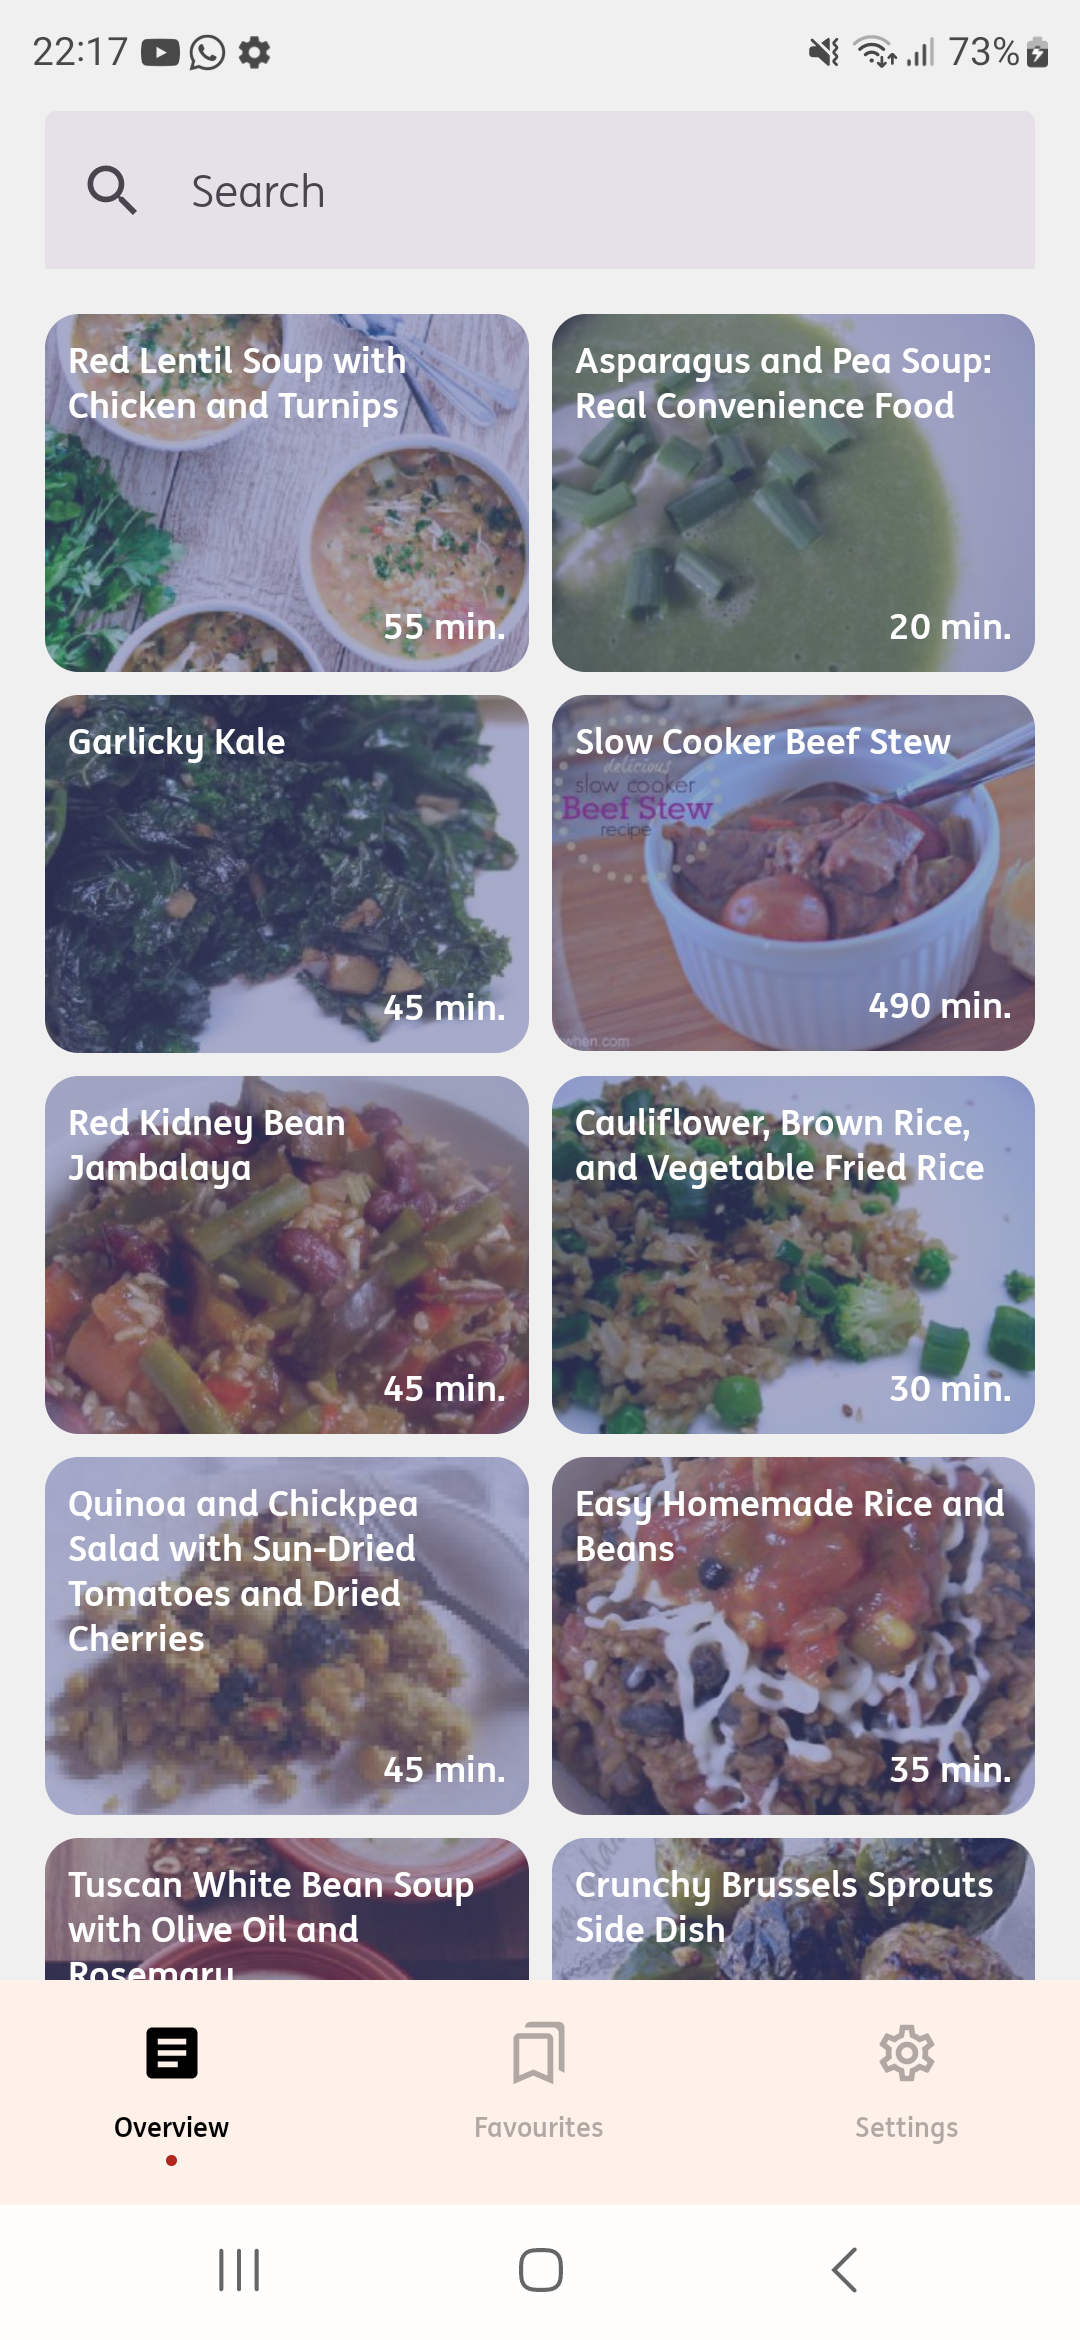 22:17
73%
Search
Red Lentil Soup with
Chicken and Turnips
55 min.
Asparagus and Pea Soup:
Real Convenience Food
20 min.
Garlicky Kale
45 min.
Slow Cooker Beef Stew
delicious
slow cooker
Beef Stew
recipe
490 min.
when.com
Red Kidney Bean
Jambalaya
45 min.
Cauliflower, Brown Rice,
and Vegetable Fried Rice
30 min.
Quinoa and Chickpea
Salad with Sun-Dried
Tomatoes and Dried
Cherries
45 min.
Easy Homemade Rice and
Beans
35 min.
Tuscan White Bean Soup
with Olive Oil and
Rosemary
Crunchy Brussels Sprouts
Side Dish
Overview
Favourites
Settings